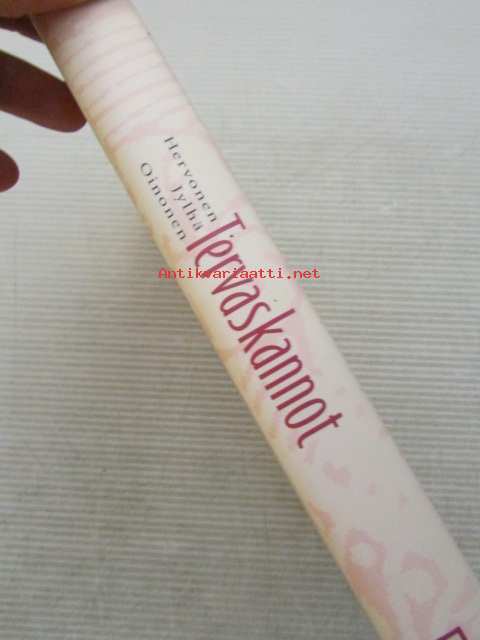 Hervonen
Jylhä
Oinonen
Tervaskannot
Antikvariaatti.net